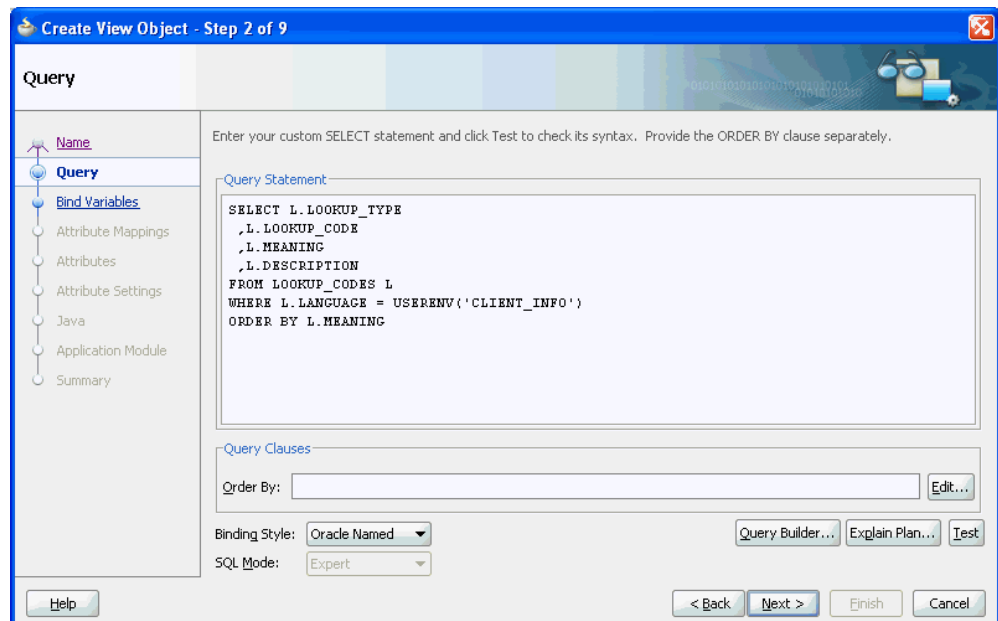 Create View Object - Step 2 of 9
Query
Name
Query
Bind Variables
Attribute Mappings
Attributes
Attribute Settings
Java
Application Module
Summary
Enter your custom SELECT statement and click Test to check its syntax. Provide the ORDER BY clause separately.
Query Statement
SELECT L.LOOKUP_TYPE
,L.LOOKUP_CODE
,L.MEANING
,L.DESCRIPTION
FROM LOOKUP_CODES L
WHERE L.LANGUAGE = USERENV('CLIENT_INFO')
ORDER BY L.MEANING
Query Clauses
Order By: Edit...
Binding Style: Oracle Named Query Builder... Explain Plan... Test
SQL Mode: Expert
Help < Back Next > Finish Cancel